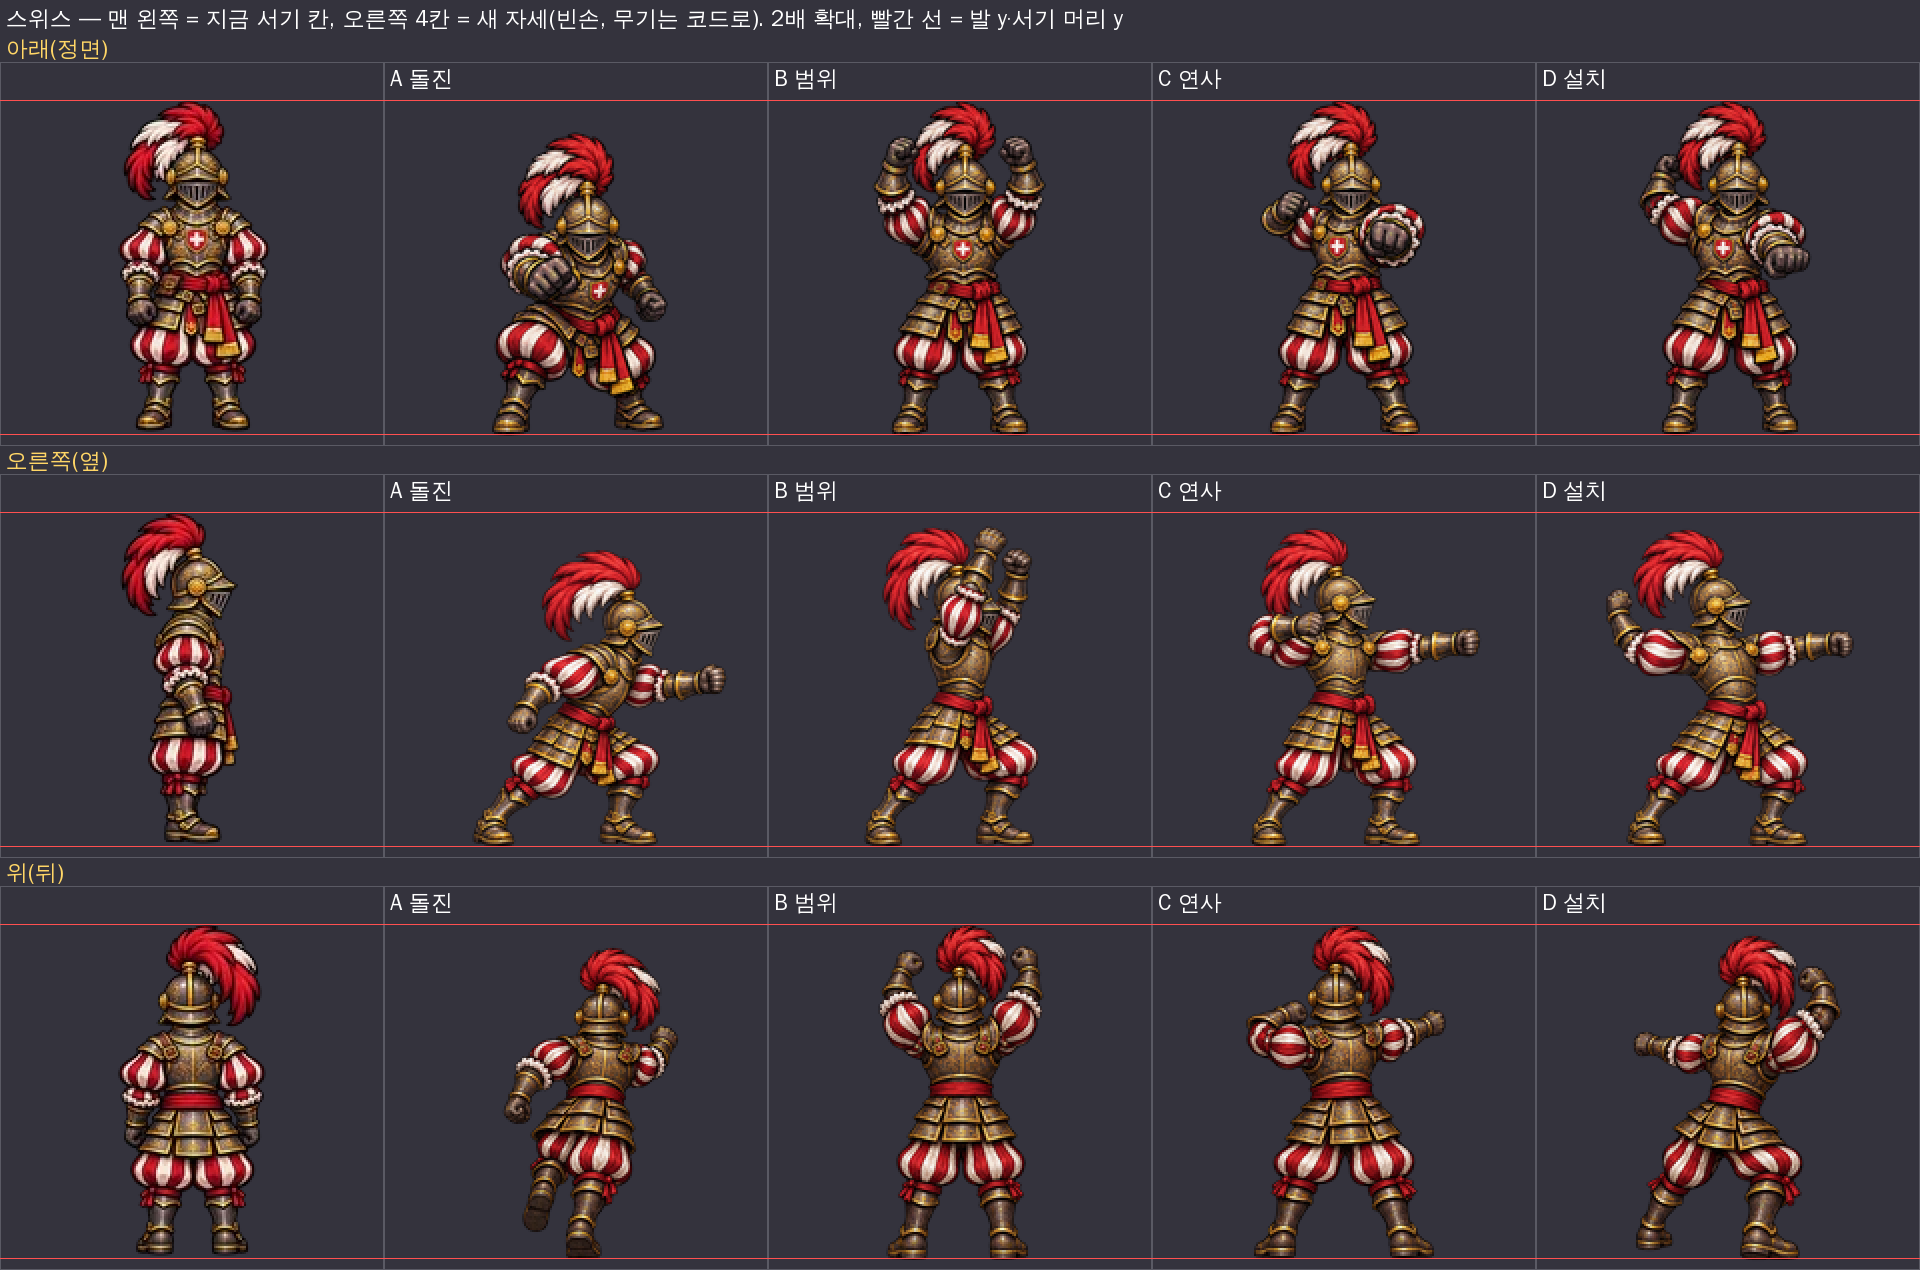 스위스 — 맨 왼쪽 = 지금 서기 칸, 오른쪽 4칸 = 새 자세(빈손, 무기는 코드로). 2배 확대, 빨간 선 = 발 y·서기 머리 y
아래(정면)
A 돌진
B 범위
C 연사
D 설치
오른쪽(옆)
A 돌진
B 범위
C 연사
D 설치
위(뒤)
A 돌진
B 범위
C 연사
D 설치